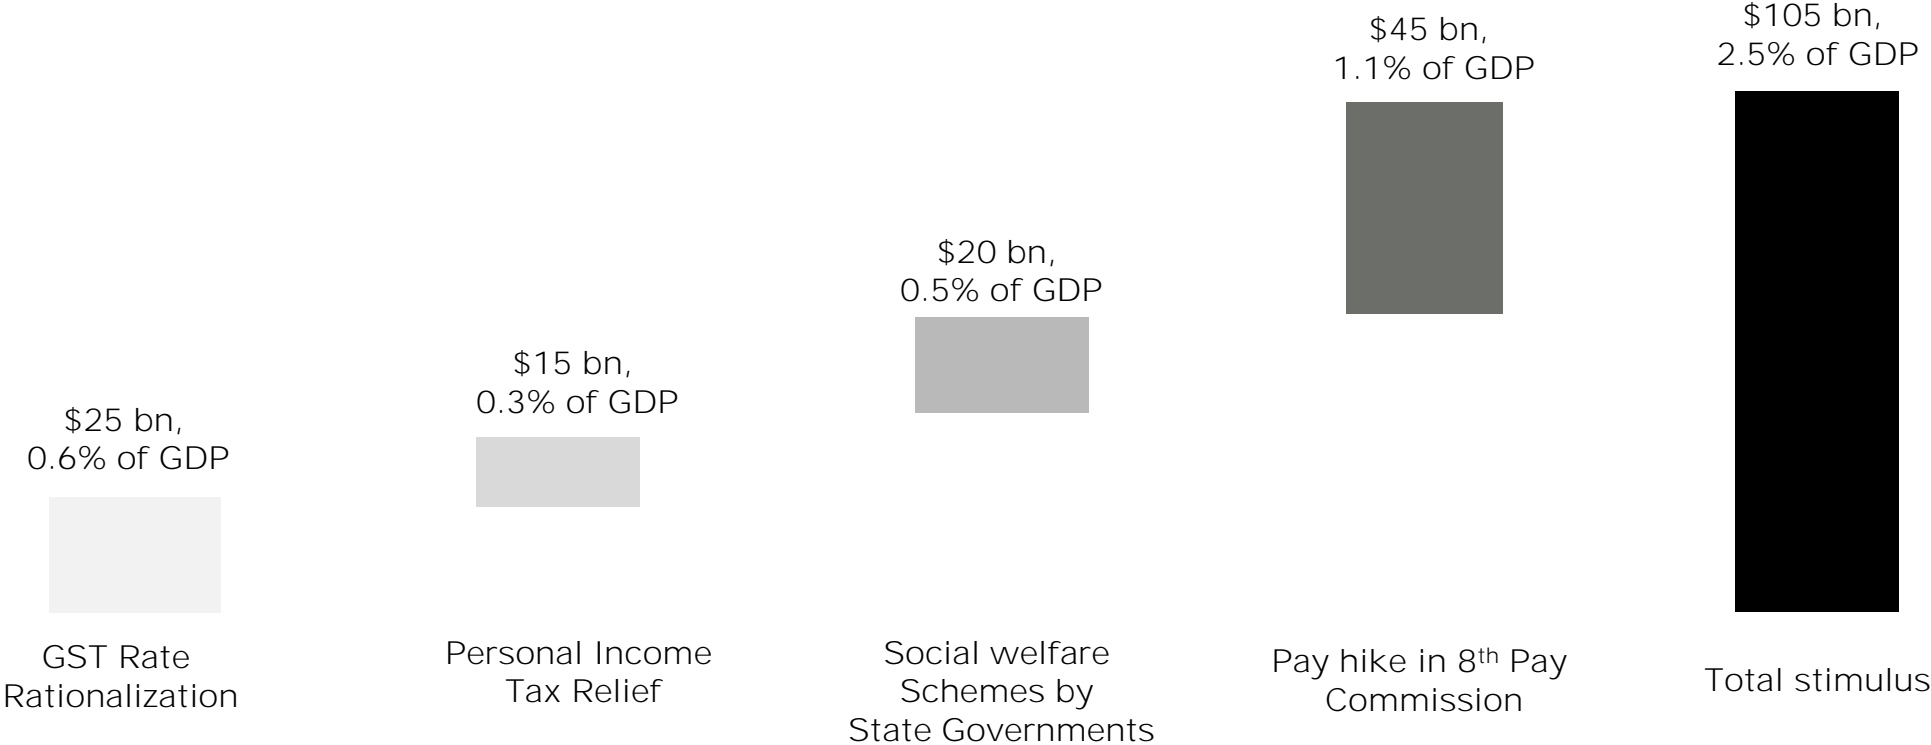 $25 bn,
0.6% of GDP
GST Rate
Rationalization
$15 bn,
0.3% of GDP
Personal Income
Tax Relief
$20 bn,
0.5% of GDP
Social welfare
Schemes by
State Governments
$45 bn,
1.1% of GDP
Pay hike in 8th Pay
Commission
$105 bn,
2.5% of GDP
Total stimulus